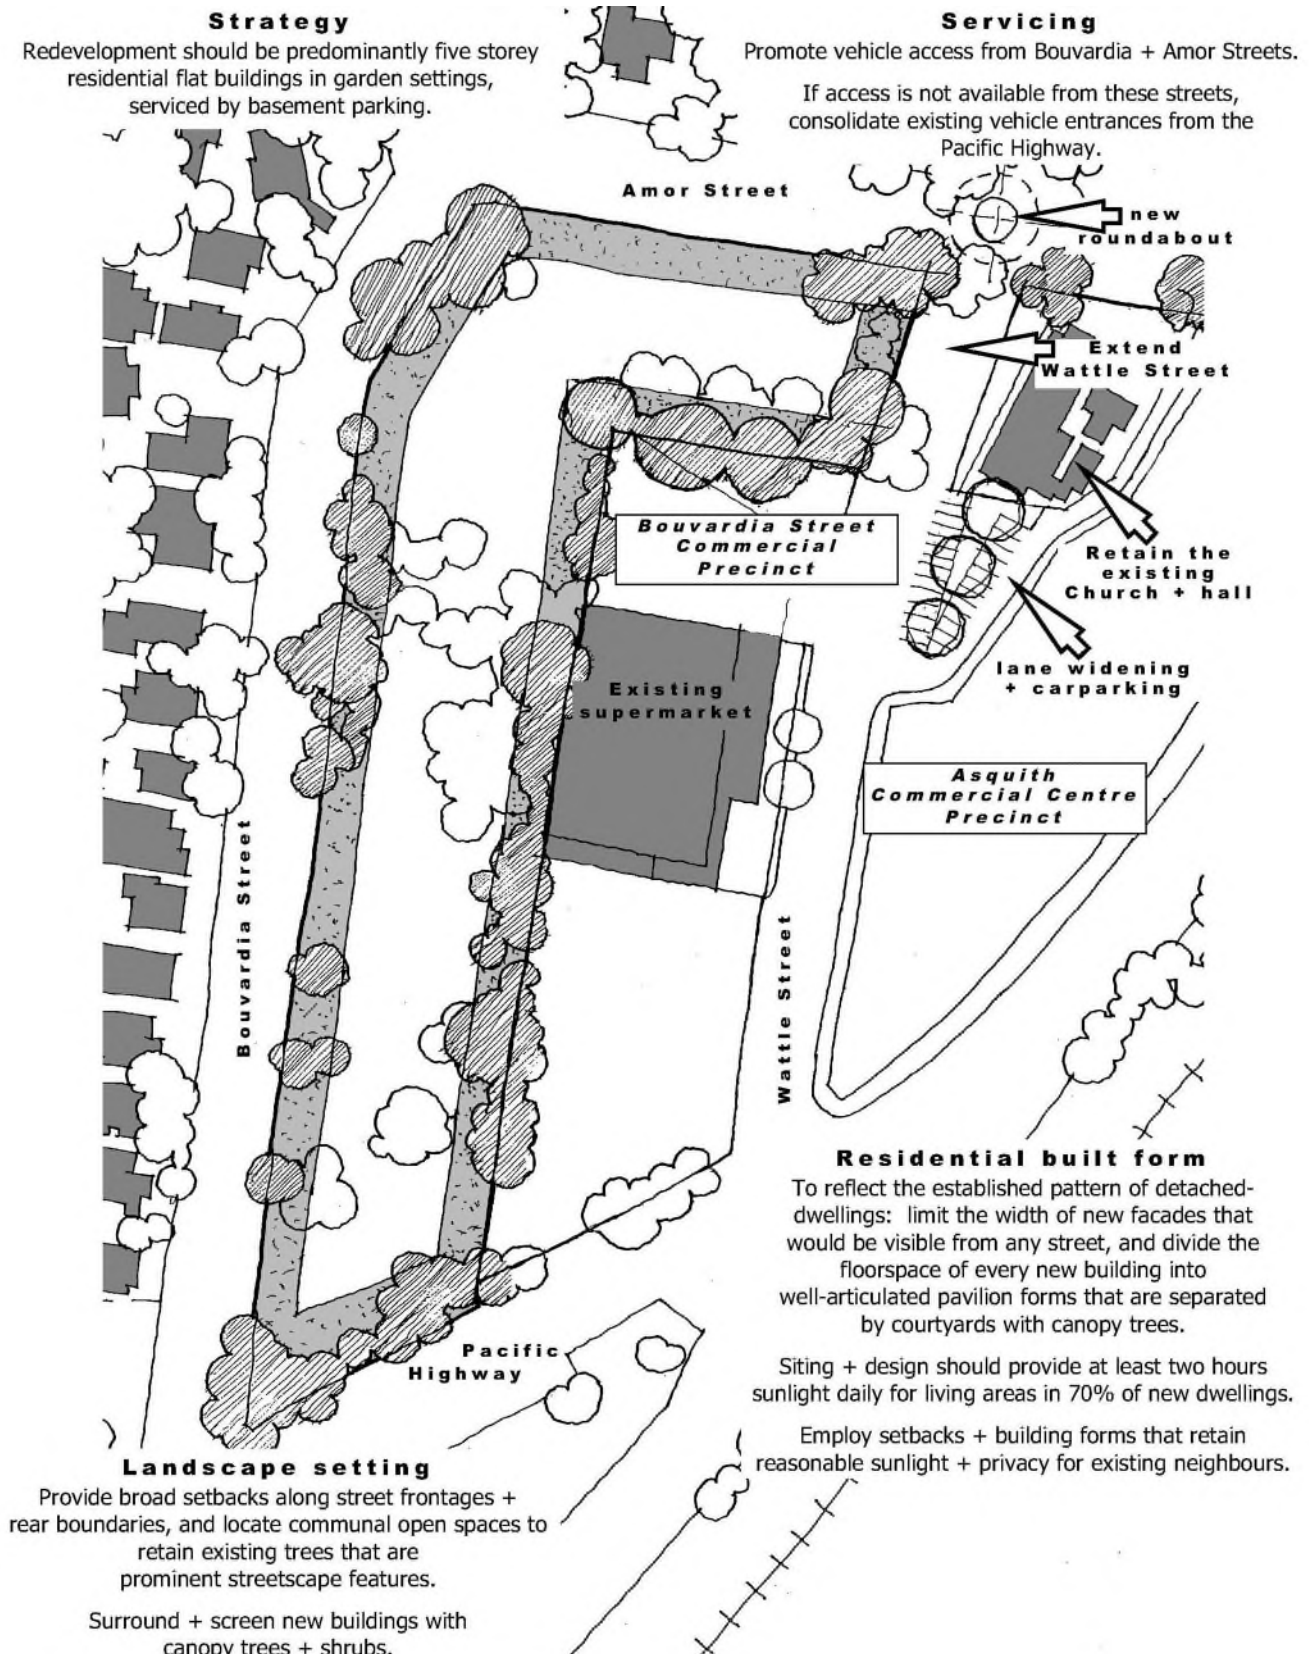 Strategy
Redevelopment should be predominantly five storey
residential flat buildings in garden settings,
serviced by basement parking.
Servicing
Promote vehicle access from Bouvardia + Amor Streets.
If access is not available from these streets,
consolidate existing vehicle entrances from the
Pacific Highway.
Amor Street
new
roundabout
Extend
Wattle Street
Bouvardia Street
Commercial
Precinct
Retain the
existing
Church + hall
lane widening
+ carparking
Existing
supermarket
Asquith
Commercial Centre
Precinct
Bouvardia Street
Wattle Street
Pacific
Highway
Residential built form
To reflect the established pattern of detached-
dwellings: limit the width of new facades that
would be visible from any street, and divide the
floorspace of every new building into
well-articulated pavilion forms that are separated
by courtyards with canopy trees.
Siting + design should provide at least two hours
sunlight daily for living areas in 70% of new dwellings.
Employ setbacks + building forms that retain
reasonable sunlight + privacy for existing neighbours.
Landscape setting
Provide broad setbacks along street frontages +
rear boundaries, and locate communal open spaces to
retain existing trees that are
prominent streetscape features.
Surround + screen new buildings with
canopy trees + shrubs.